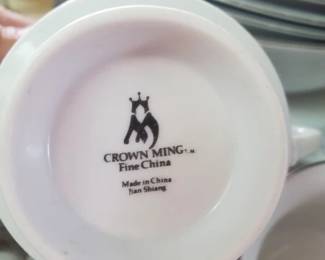 CROWN MING T.M.
Fine China
Made in China
Jian Shiang